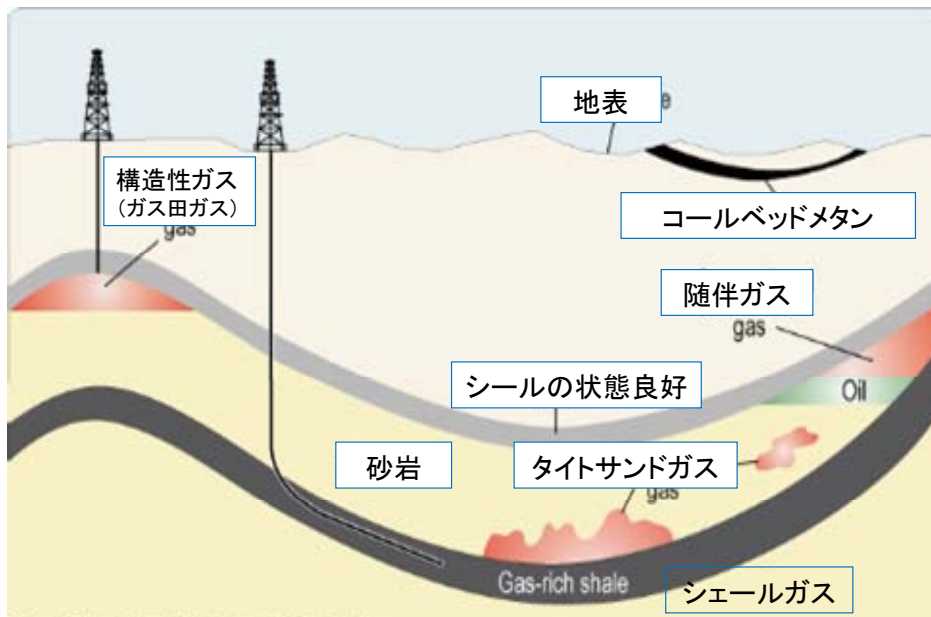 地表
構造性ガス
（ガス田ガス）
gas
コールベッドメタン
随伴ガス
gas
シールの状態良好
Oil
砂岩
タイトサンドガス
gas
Gas-rich shale
シェールガス